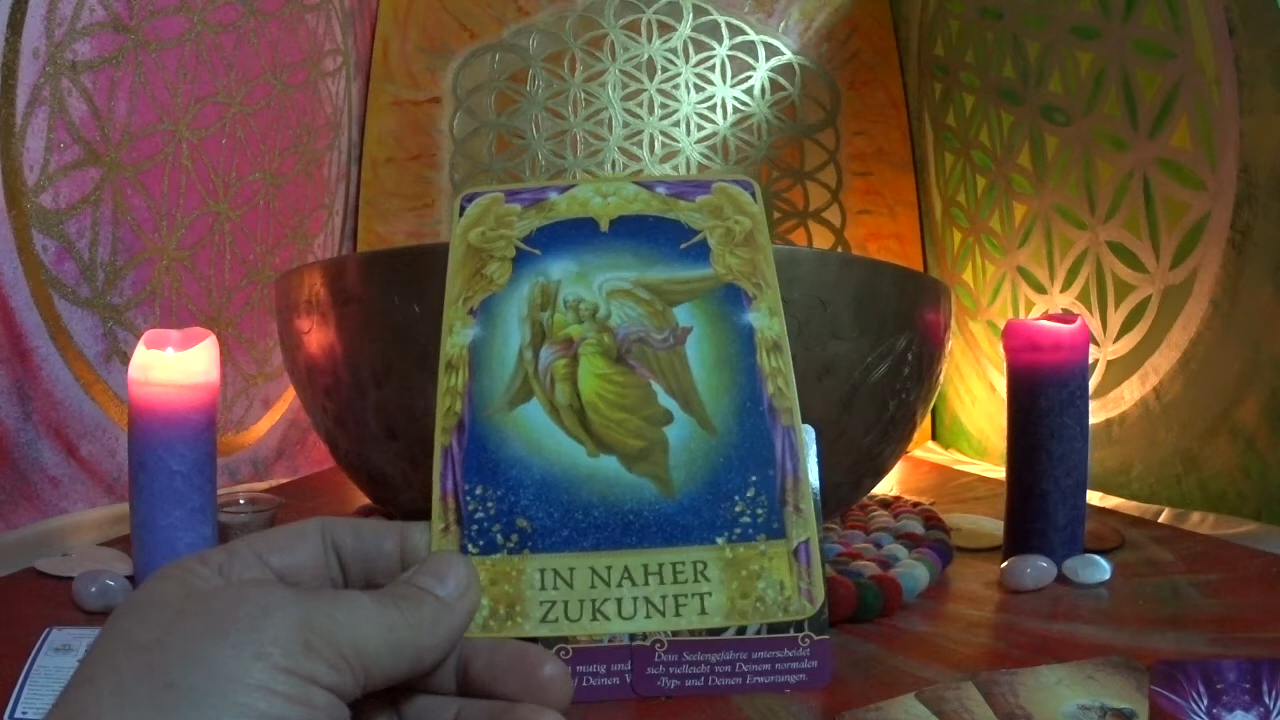 IN NAHER
ZUKUNFT
mutig und
f Deinen
Dein Seelengefährte unterscheidet
sich vielleicht von Deinem normalen
»Typ« und Deinen Erwartungen.